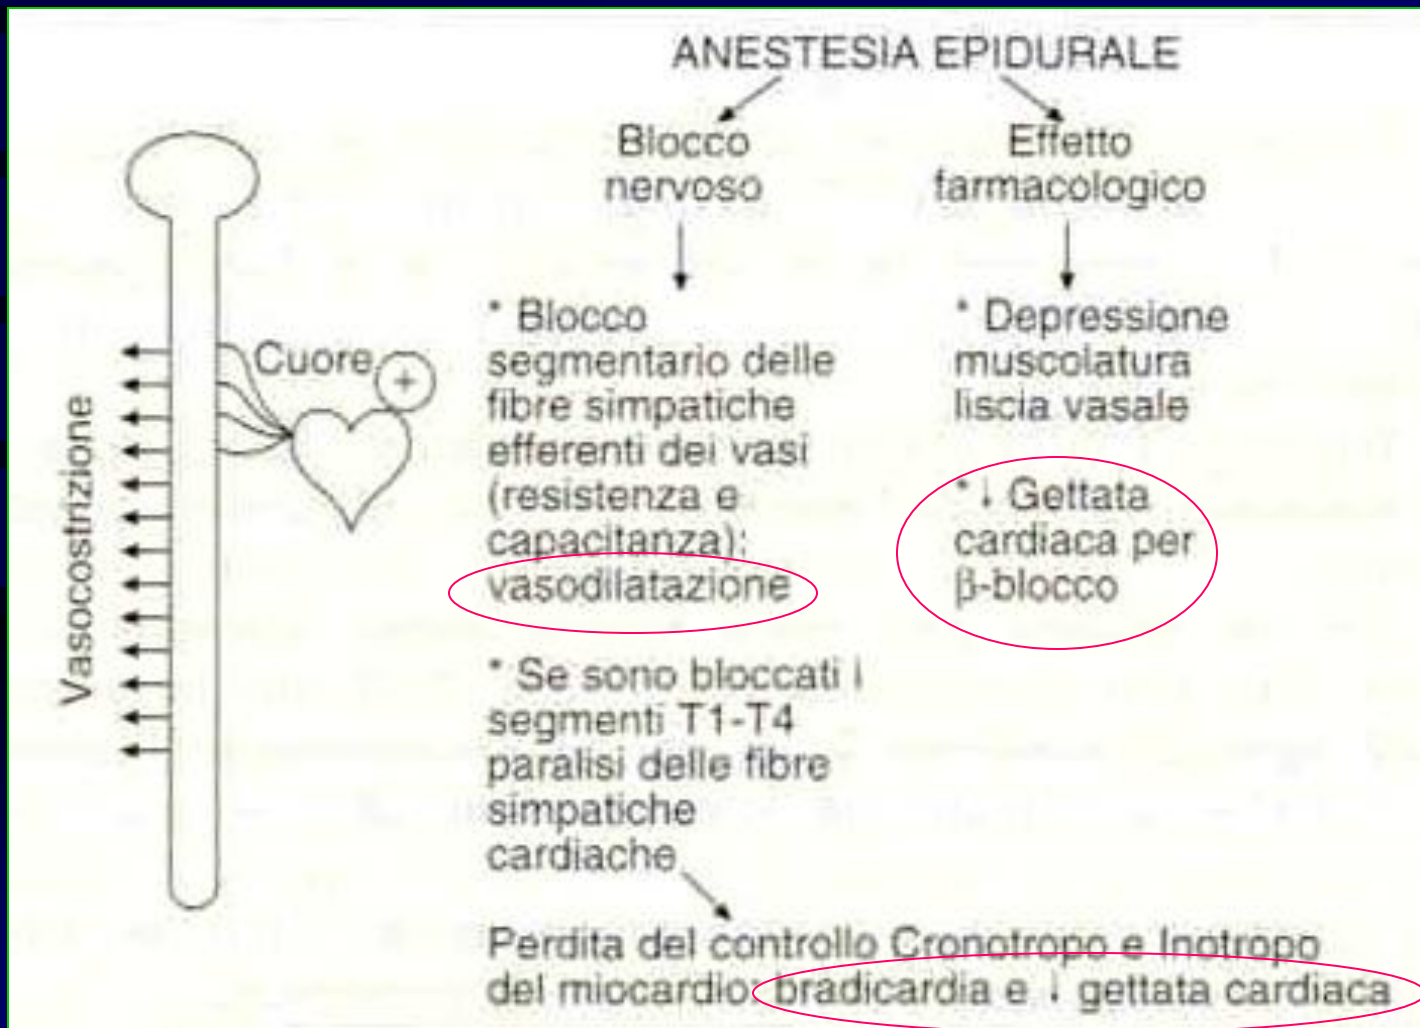 ANESTESIA EPIDURALE
Blocco
nervoso
Effetto
farmacologico
* Blocco
segmentario delle
fibre simpatiche
efferenti dei vasi
(resistenza e
capacitanza):
vasodilatazione
* Se sono bloccati i
segmenti T1-T4
paralisi delle fibre
simpatiche
cardiache
Perdita del controllo Cronotropo e Inotropo
del miocardio: bradicardia e ↓ gettata cardiaca
* Depressione
muscolatura
liscia vasale
* ↓ Gettata
cardiaca per
β-blocco
Cuore
+
Vasocostrizione